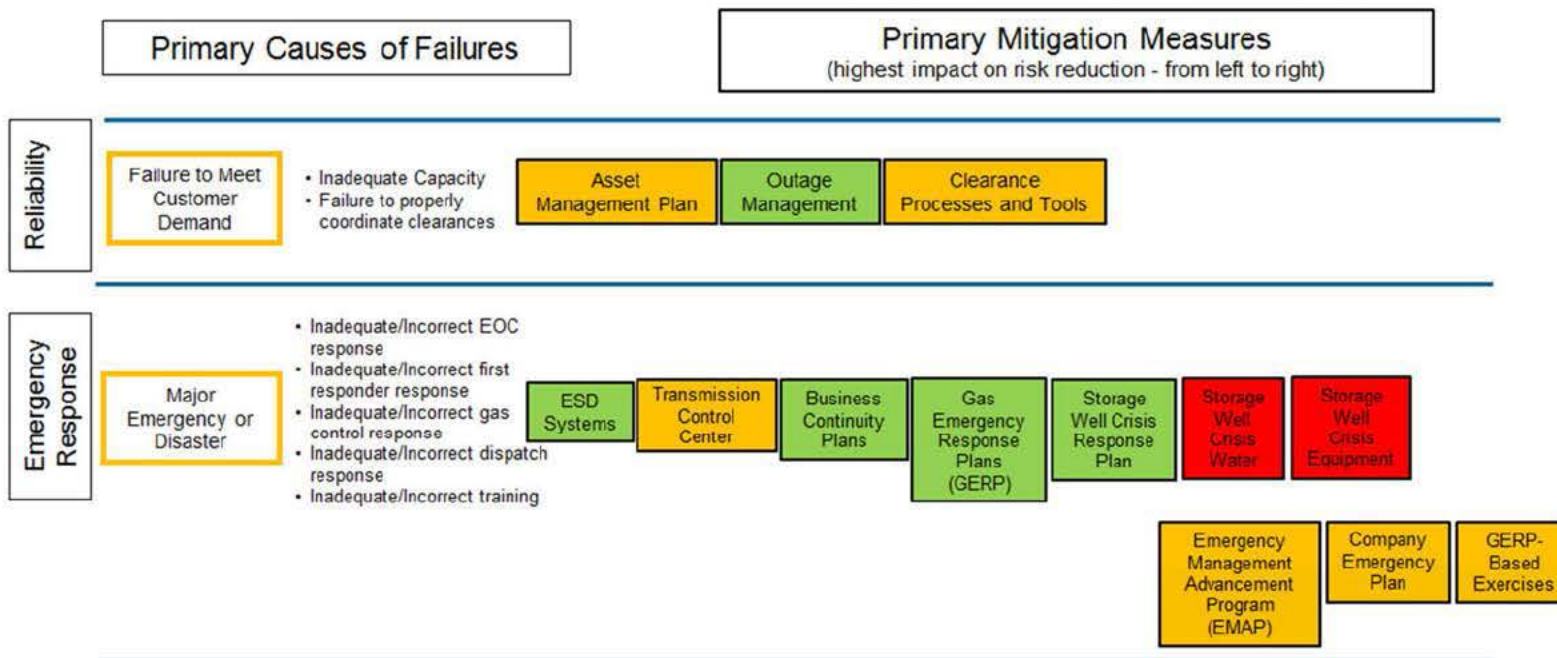 Primary Causes of Failures
Primary Mitigation Measures
(highest impact on risk reduction - from left to right)
Reliability
Failure to Meet
Customer
Demand
• Inadequate Capacity
• Failure to properly
coordinate clearances
Asset
Management Plan
Outage
Management
Clearance
Processes and Tools
Emergency
Response
Major
Emergency or
Disaster
• Inadequate/Incorrect EOC
response
• Inadequate/Incorrect first
responder response
• Inadequate/Incorrect gas
control response
• Inadequate/Incorrect dispatch
response
• Inadequate/Incorrect training
ESD
Systems
Transmission
Control
Center
Business
Continuity
Plans
Gas
Emergency
Response
Plans
(GERP)
Storage
Well Crisis
Response
Plan
Storage
Well
Crisis
Water
Storage
Well
Crisis
Equipment
Emergency
Management
Advancement
Program
(EMAP)
Company
Emergency
Plan
GERP-
Based
Exercises